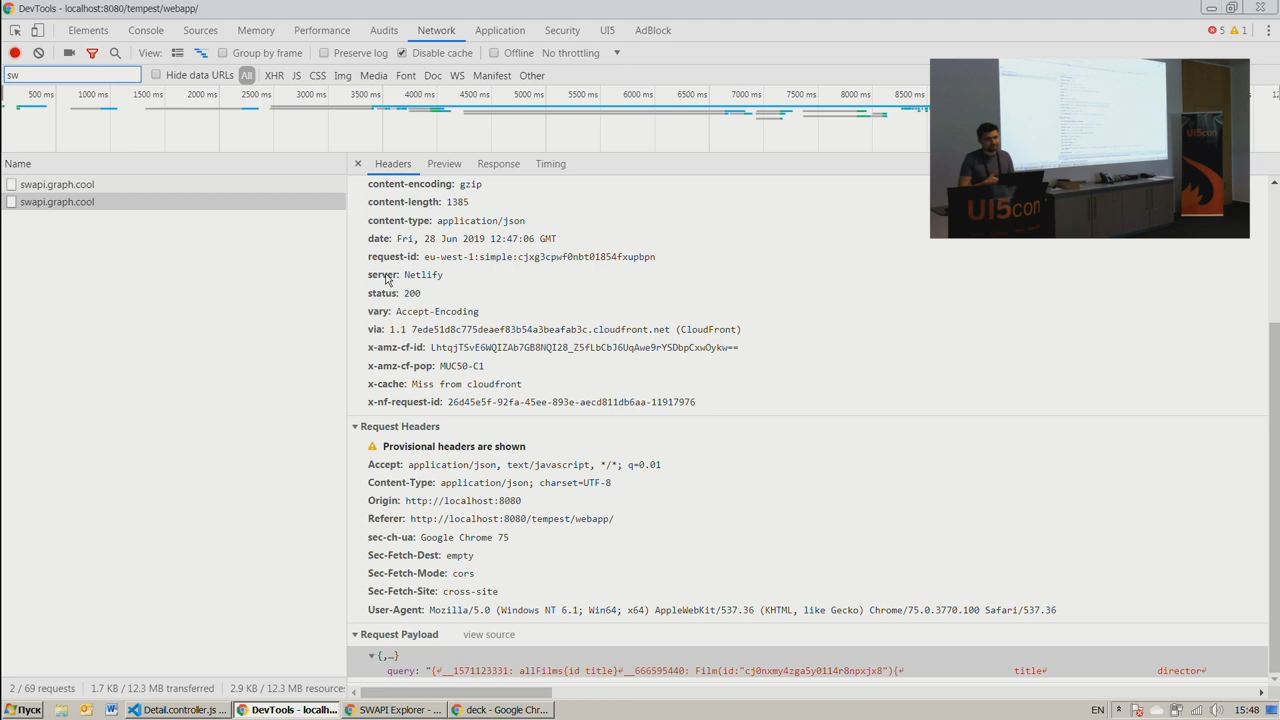 DevTools - localhost:8080/tempest/webapp/
Elements Console Sources Memory Performance Audits Network Application Security UI5 AdBlock 5 1
View: Group by frame Preserve log Disable cache Offline No throttling
sw Hide data URLs All XHR JS CSS Img Media Font Doc WS Manifest Other
500 ms 1000 ms 1500 ms 2000 ms 2500 ms 4000 ms 5500 ms 6500 ms 7000 ms 8000 ms 8500 ms
Name
swapi.graph.cool
swapi.graph.cool
Headers Preview Response Timing
content-encoding: gzip
content-length: 1385
content-type: application/json
date: Fri, 28 Jun 2019 12:47:06 GMT
request-id: eu-west-1:simple:cjxg3cpwf0nbt01854fxupbpn
server: Netlify
status: 200
vary: Accept-Encoding
via: 1.1 7ede51d8c775deaef83b54a3beafab3c.cloudfront.net (CloudFront)
x-amz-cf-id: LhtqjTSvE6WQIZAb7GB8NQI28_Z5fLbCbJ6UqAwe9rYSDbpCxwOykw==
x-amz-cf-pop: MUC50-C1
x-cache: Miss from cloudfront
x-nf-request-id: 26d45e5f-92fa-45ee-893e-aecd811db6aa-11917976
Request Headers
Provisional headers are shown
Accept: application/json, text/javascript, */*; q=0.01
Content-Type: application/json; charset=UTF-8
Origin: http://localhost:8080
Referer: http://localhost:8080/tempest/webapp/
sec-ch-ua: Google Chrome 75
Sec-Fetch-Dest: empty
Sec-Fetch-Mode: cors
Sec-Fetch-Site: cross-site
User-Agent: Mozilla/5.0 (Windows NT 6.1; Win64; x64) AppleWebKit/537.36 (KHTML, like Gecko) Chrome/75.0.3770.100 Safari/537.36
Request Payload view source
{,…}
query: "{↵__1571123331: allFilms{id title}↵__666595440: Film(id:"cj0nxmy4zga5y0114r8npxjx8"){↵ title↵ director↵
2 / 69 requests 1.7 KB / 12.3 MB transferred 2.9 KB / 12.3 MB resource
UI5con
UI5con
Пуск Detail.controller.js ... DevTools - localh... SWAPI Explorer - ... deck - Google Chr... EN 15:48